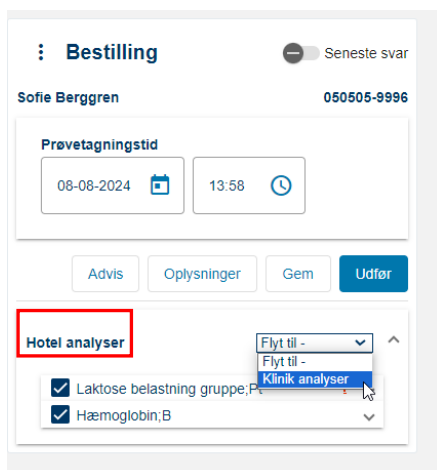 Bestilling
Seneste svar
Sofie Berggren 050505-9996
Prøvetagningstid
08-08-2024 13:58
Advis Oplysninger Gem Udfør
Hotel analyser Flyt til -
Flyt til -
Klinik analyser
Laktose belastning gruppe;Pt
Hæmoglobin;B